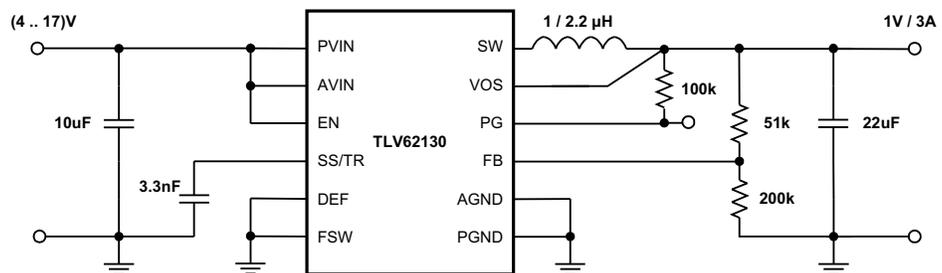 (4 .. 17)V
1 / 2.2 µH
1V / 3A
PVIN
SW
AVIN
VOS
100k
10uF
EN
PG
51k
22uF
TLV62130
SS/TR
FB
3.3nF
DEF
AGND
200k
FSW
PGND